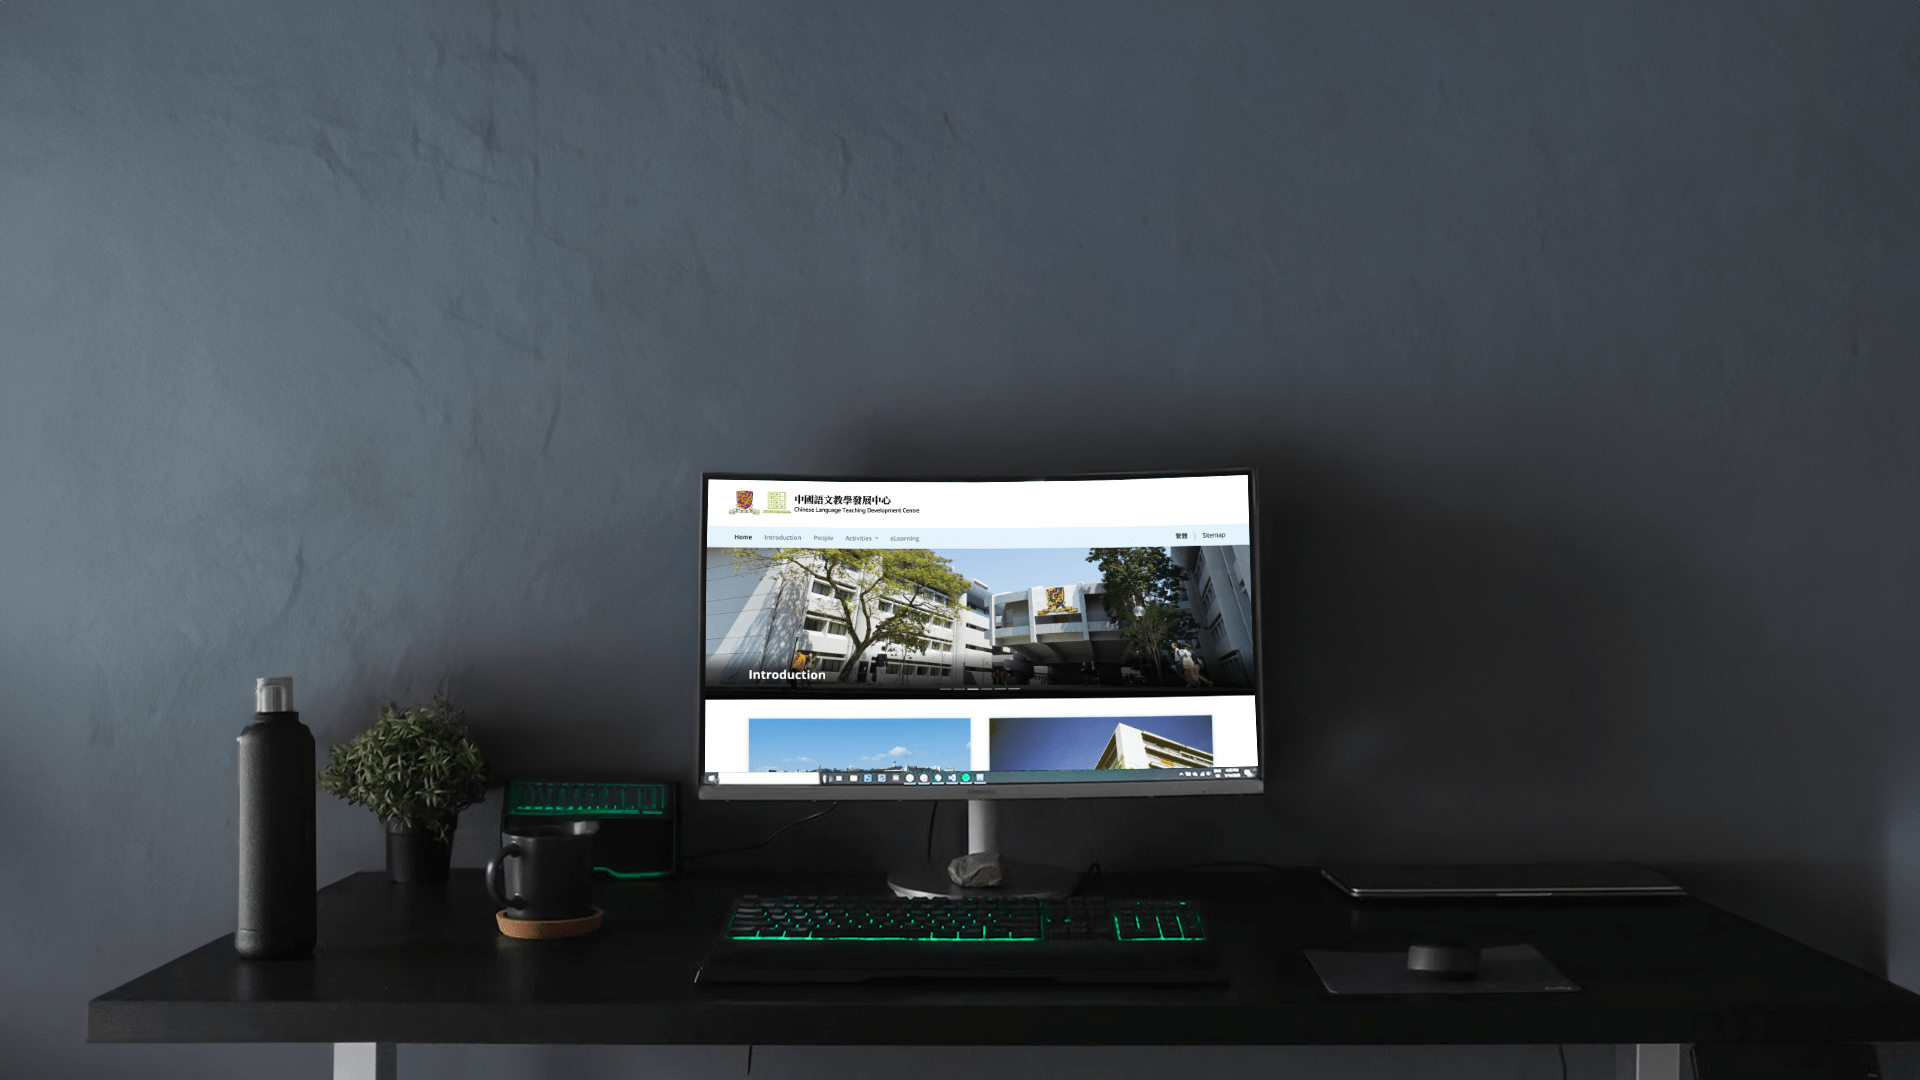 中國語文教學發展中心
Chinese Language Teaching Development Centre
Home Introduction People Activities eLearning 繁體 | Sitemap
Introduction
SAMSUNG